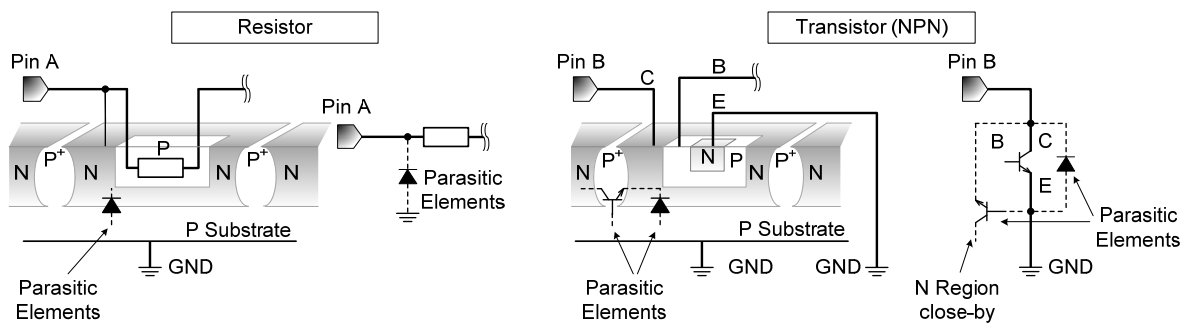 Resistor
Pin A
Pin A
P
N
P+
N
N
P+
N
Parasitic
Elements
P Substrate
GND
Parasitic
Elements
Transistor (NPN)
Pin B
C
B
E
N
P+
N
N
P
P+
N
P Substrate
GND
GND
Parasitic
Elements
Pin B
B
C
E
Parasitic
Elements
GND
N Region
close-by